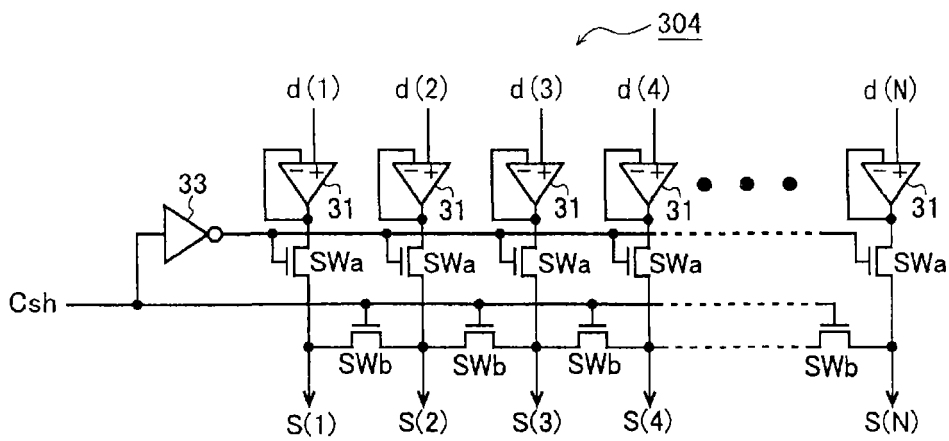 304
d(1) d(2) d(3) d(4) d(N)
- + - + - + - + - +
33 31 31 31 31 31
SWa SWa SWa SWa SWa
Csh
SWb SWb SWb SWb
S(1) S(2) S(3) S(4) S(N)